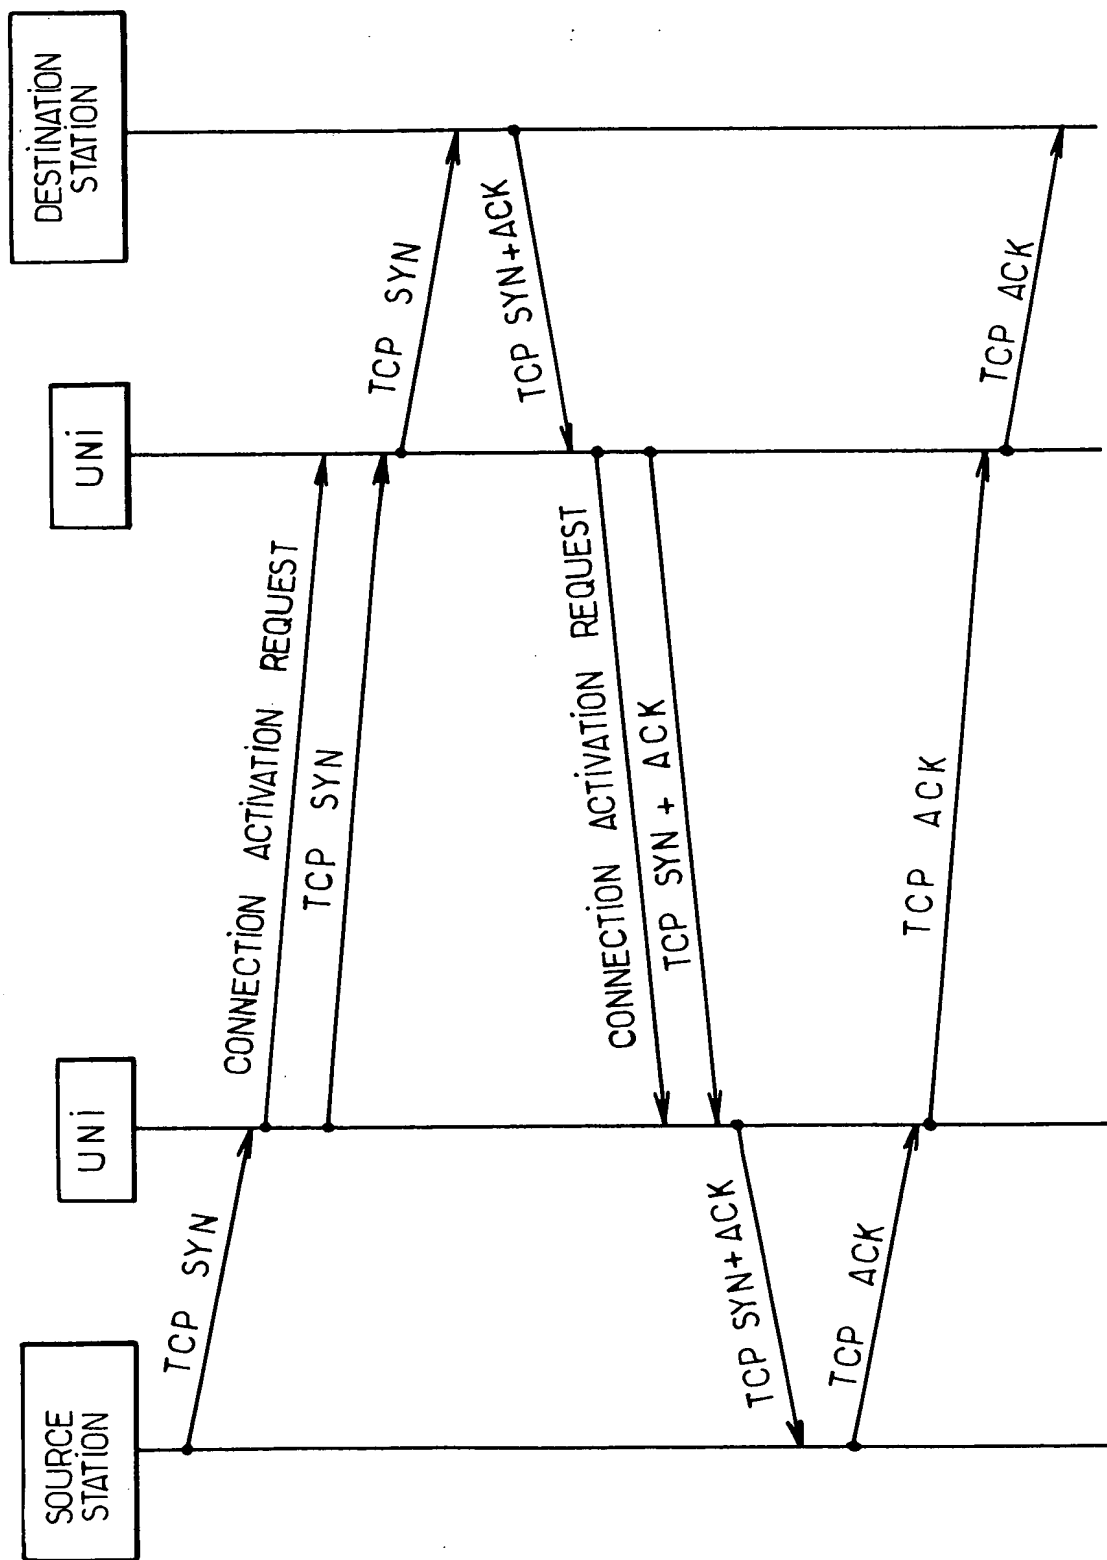 SOURCE
STATION
UNi
UNi
DESTiNATiON
STATiON
TCP SYN
CONNECTiON ACTiVATiON REQUEST
TCP SYN
TCP SYN
TCP SYN+ACK
CONNECTiON ACTiVATiON REQUEST
TCP SYN + ACK
TCP SYN+ACK
TCP ACK
TCP ACK
TCP ACK